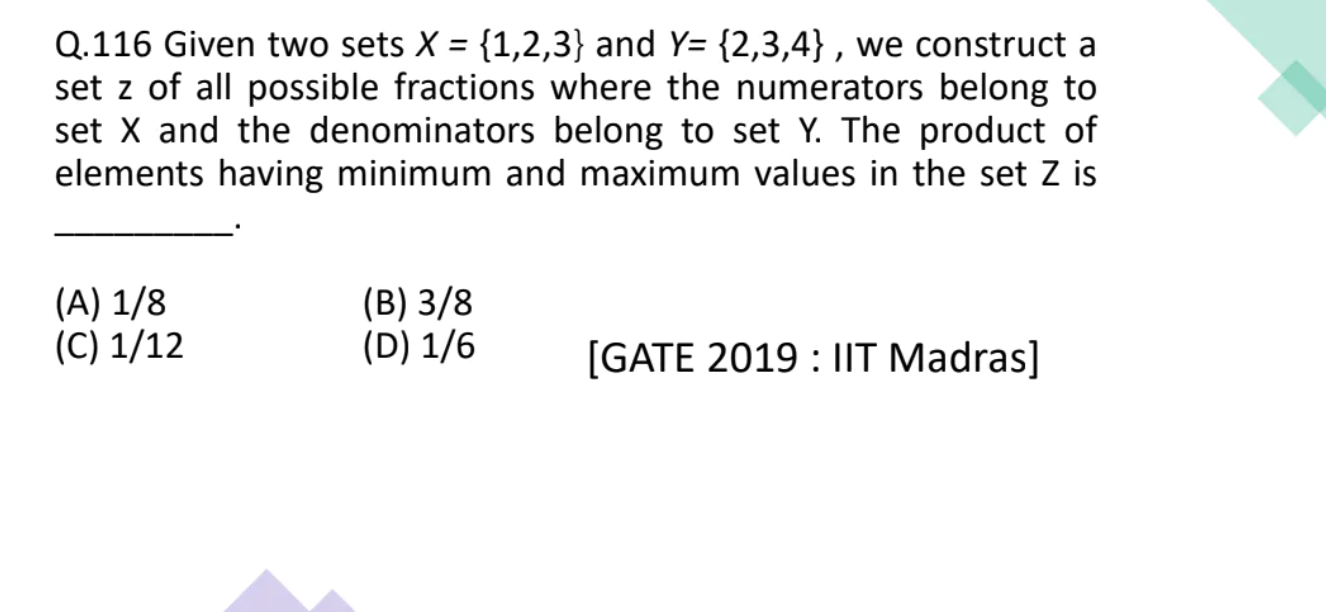 Q.116 Given two sets X = {1,2,3} and Y= {2,3,4} , we construct a
set z of all possible fractions where the numerators belong to
set X and the denominators belong to set Y. The product of
elements having minimum and maximum values in the set Z is
_________.
(A) 1/8 (B) 3/8
(C) 1/12 (D) 1/6 [GATE 2019 : IIT Madras]